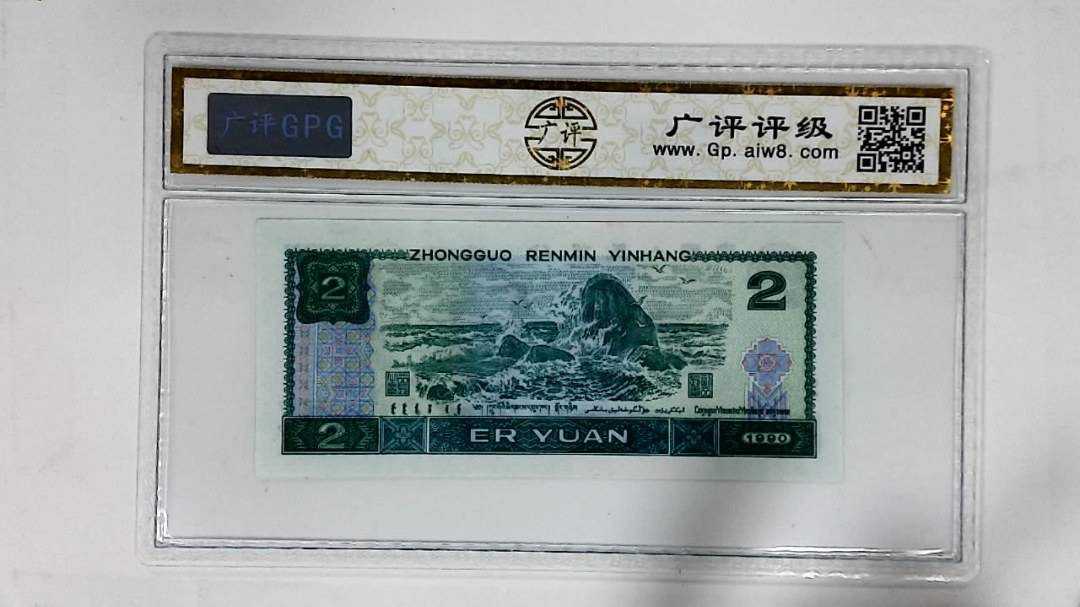 广评GPG
广评
广评评级
www.Gp.aiw8.com
ZHONGGUO RENMIN YINHANG
2
2
2
ER YUAN
1990